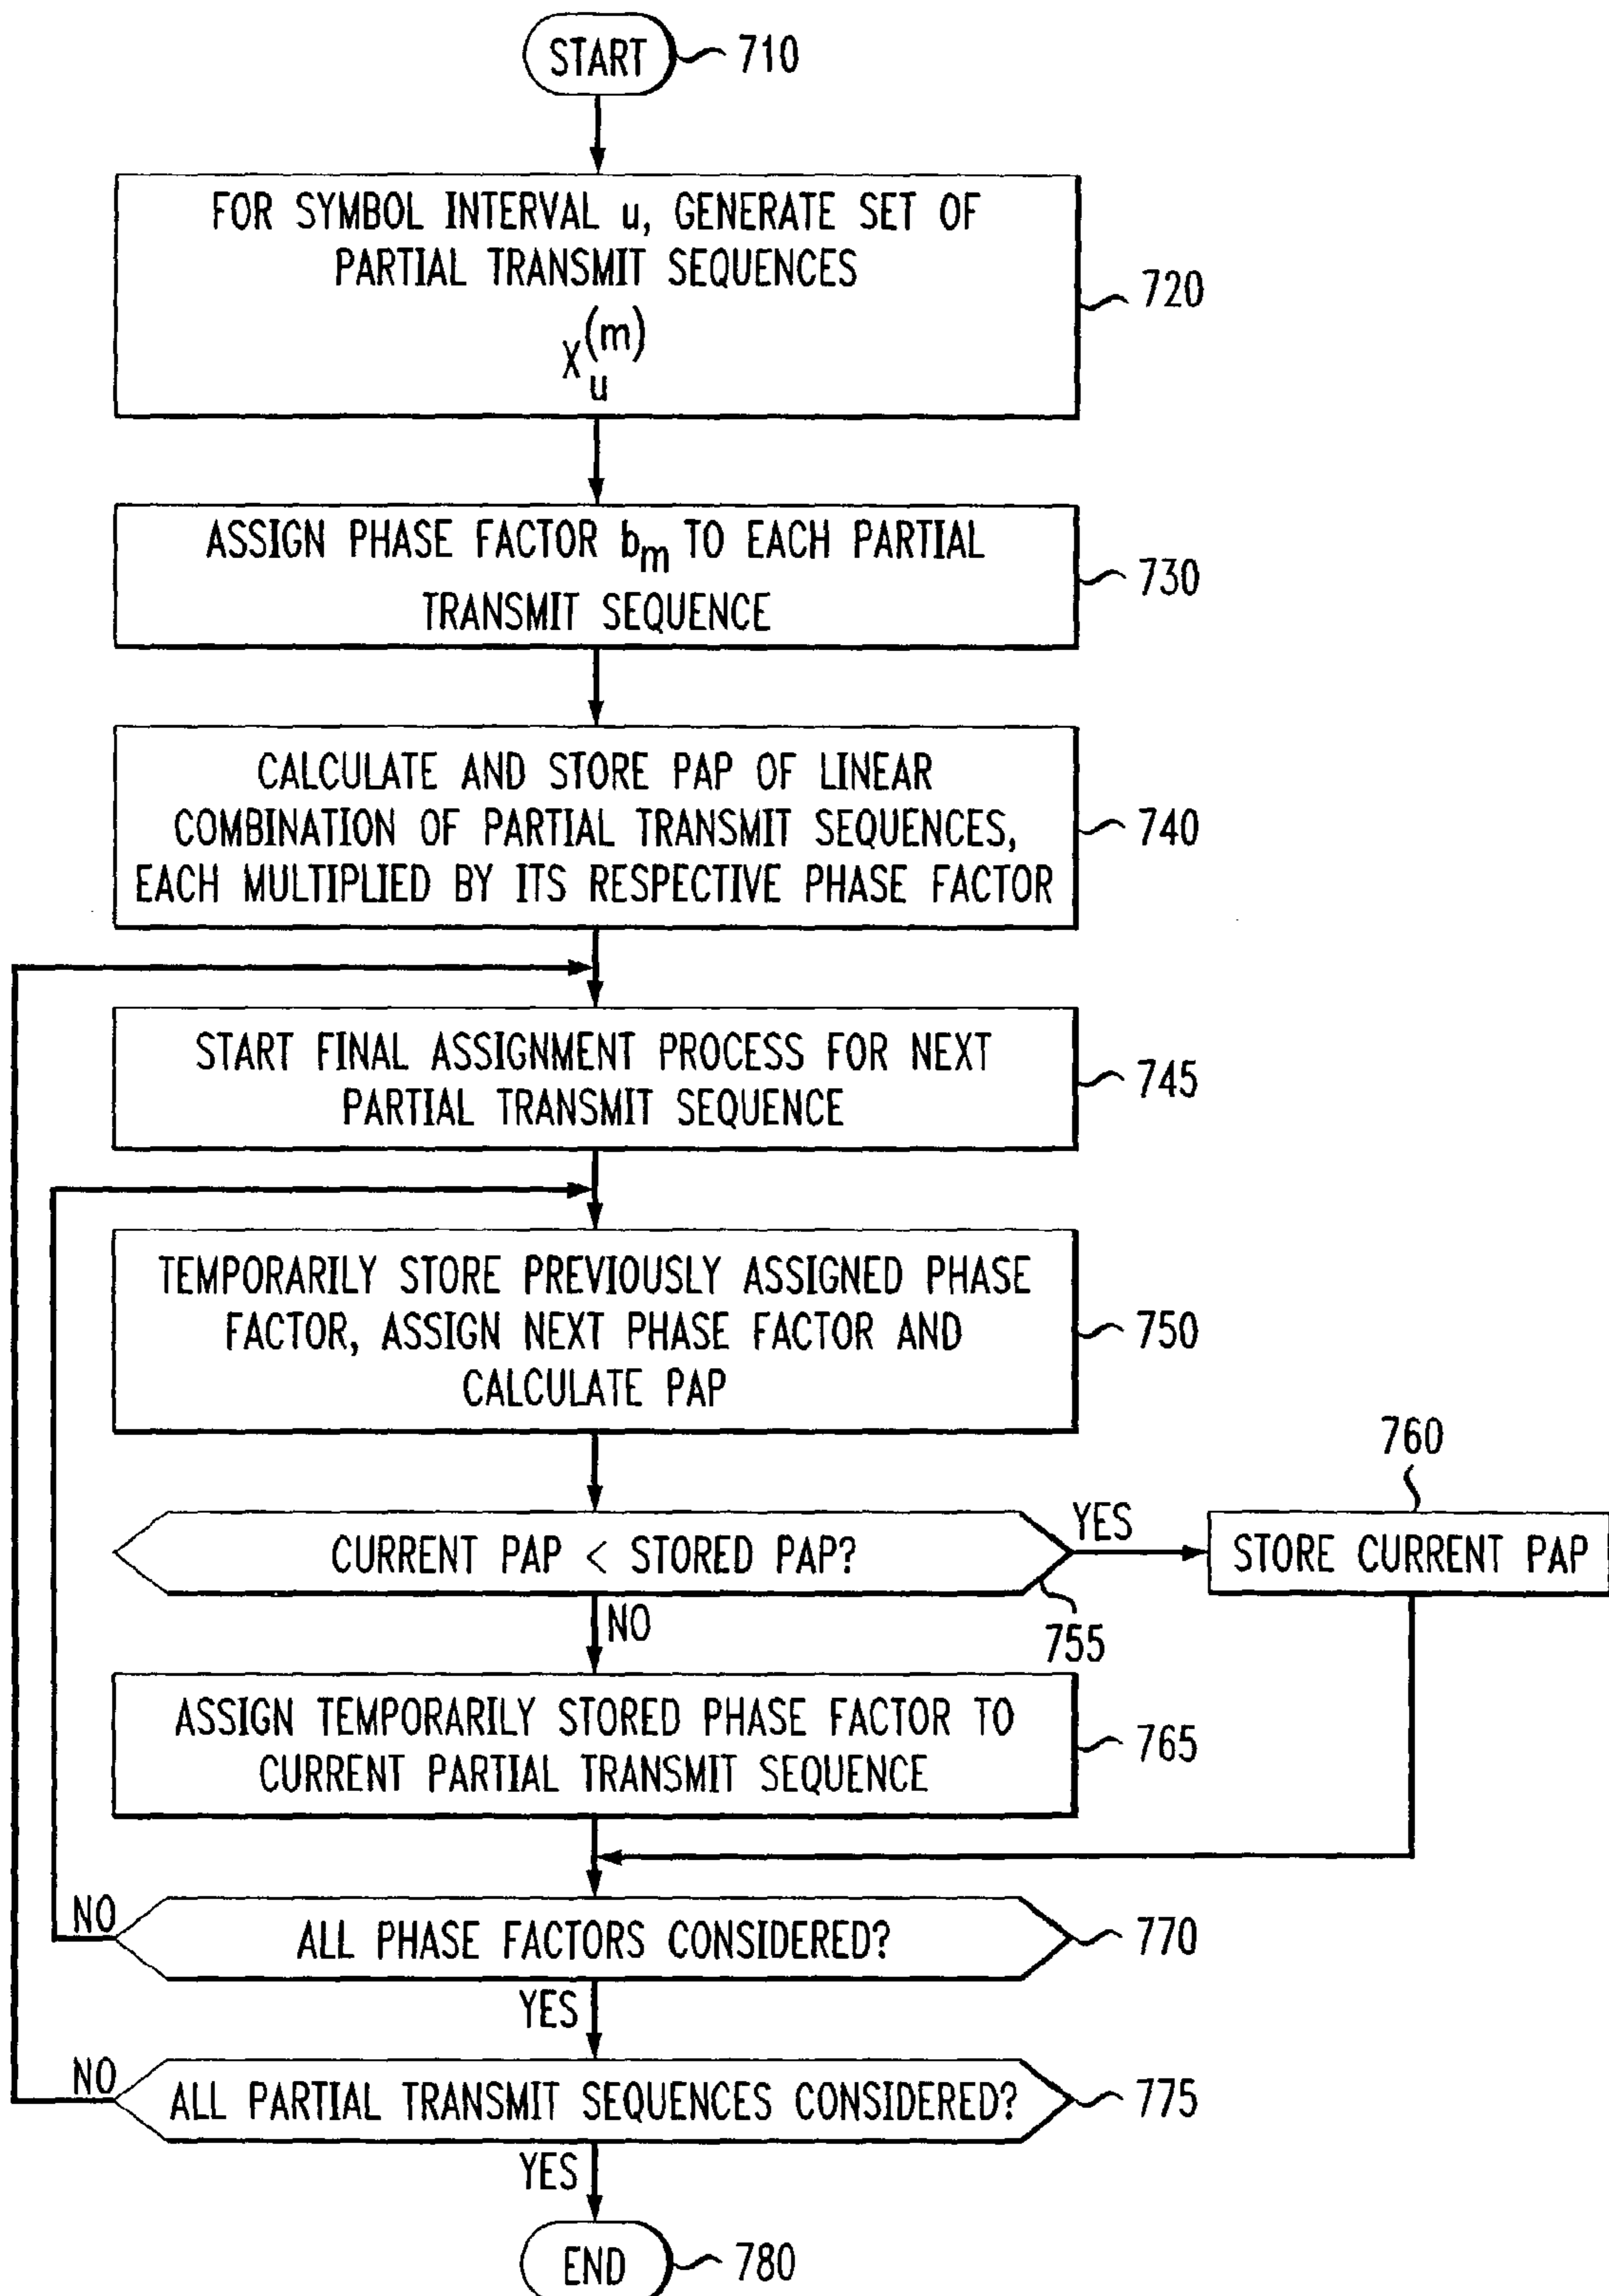 START
710
FOR SYMBOL INTERVAL u, GENERATE SET OF
PARTIAL TRANSMIT SEQUENCES
X_u^(m)
720
ASSIGN PHASE FACTOR b_m TO EACH PARTIAL
TRANSMIT SEQUENCE
730
CALCULATE AND STORE PAP OF LINEAR
COMBINATION OF PARTIAL TRANSMIT SEQUENCES,
EACH MULTIPLIED BY ITS RESPECTIVE PHASE FACTOR
740
START FINAL ASSIGNMENT PROCESS FOR NEXT
PARTIAL TRANSMIT SEQUENCE
745
TEMPORARILY STORE PREVIOUSLY ASSIGNED PHASE
FACTOR, ASSIGN NEXT PHASE FACTOR AND
CALCULATE PAP
750
CURRENT PAP < STORED PAP?
755
YES
760
STORE CURRENT PAP
NO
ASSIGN TEMPORARILY STORED PHASE FACTOR TO
CURRENT PARTIAL TRANSMIT SEQUENCE
765
NO
ALL PHASE FACTORS CONSIDERED?
770
YES
NO
ALL PARTIAL TRANSMIT SEQUENCES CONSIDERED?
775
YES
END
780